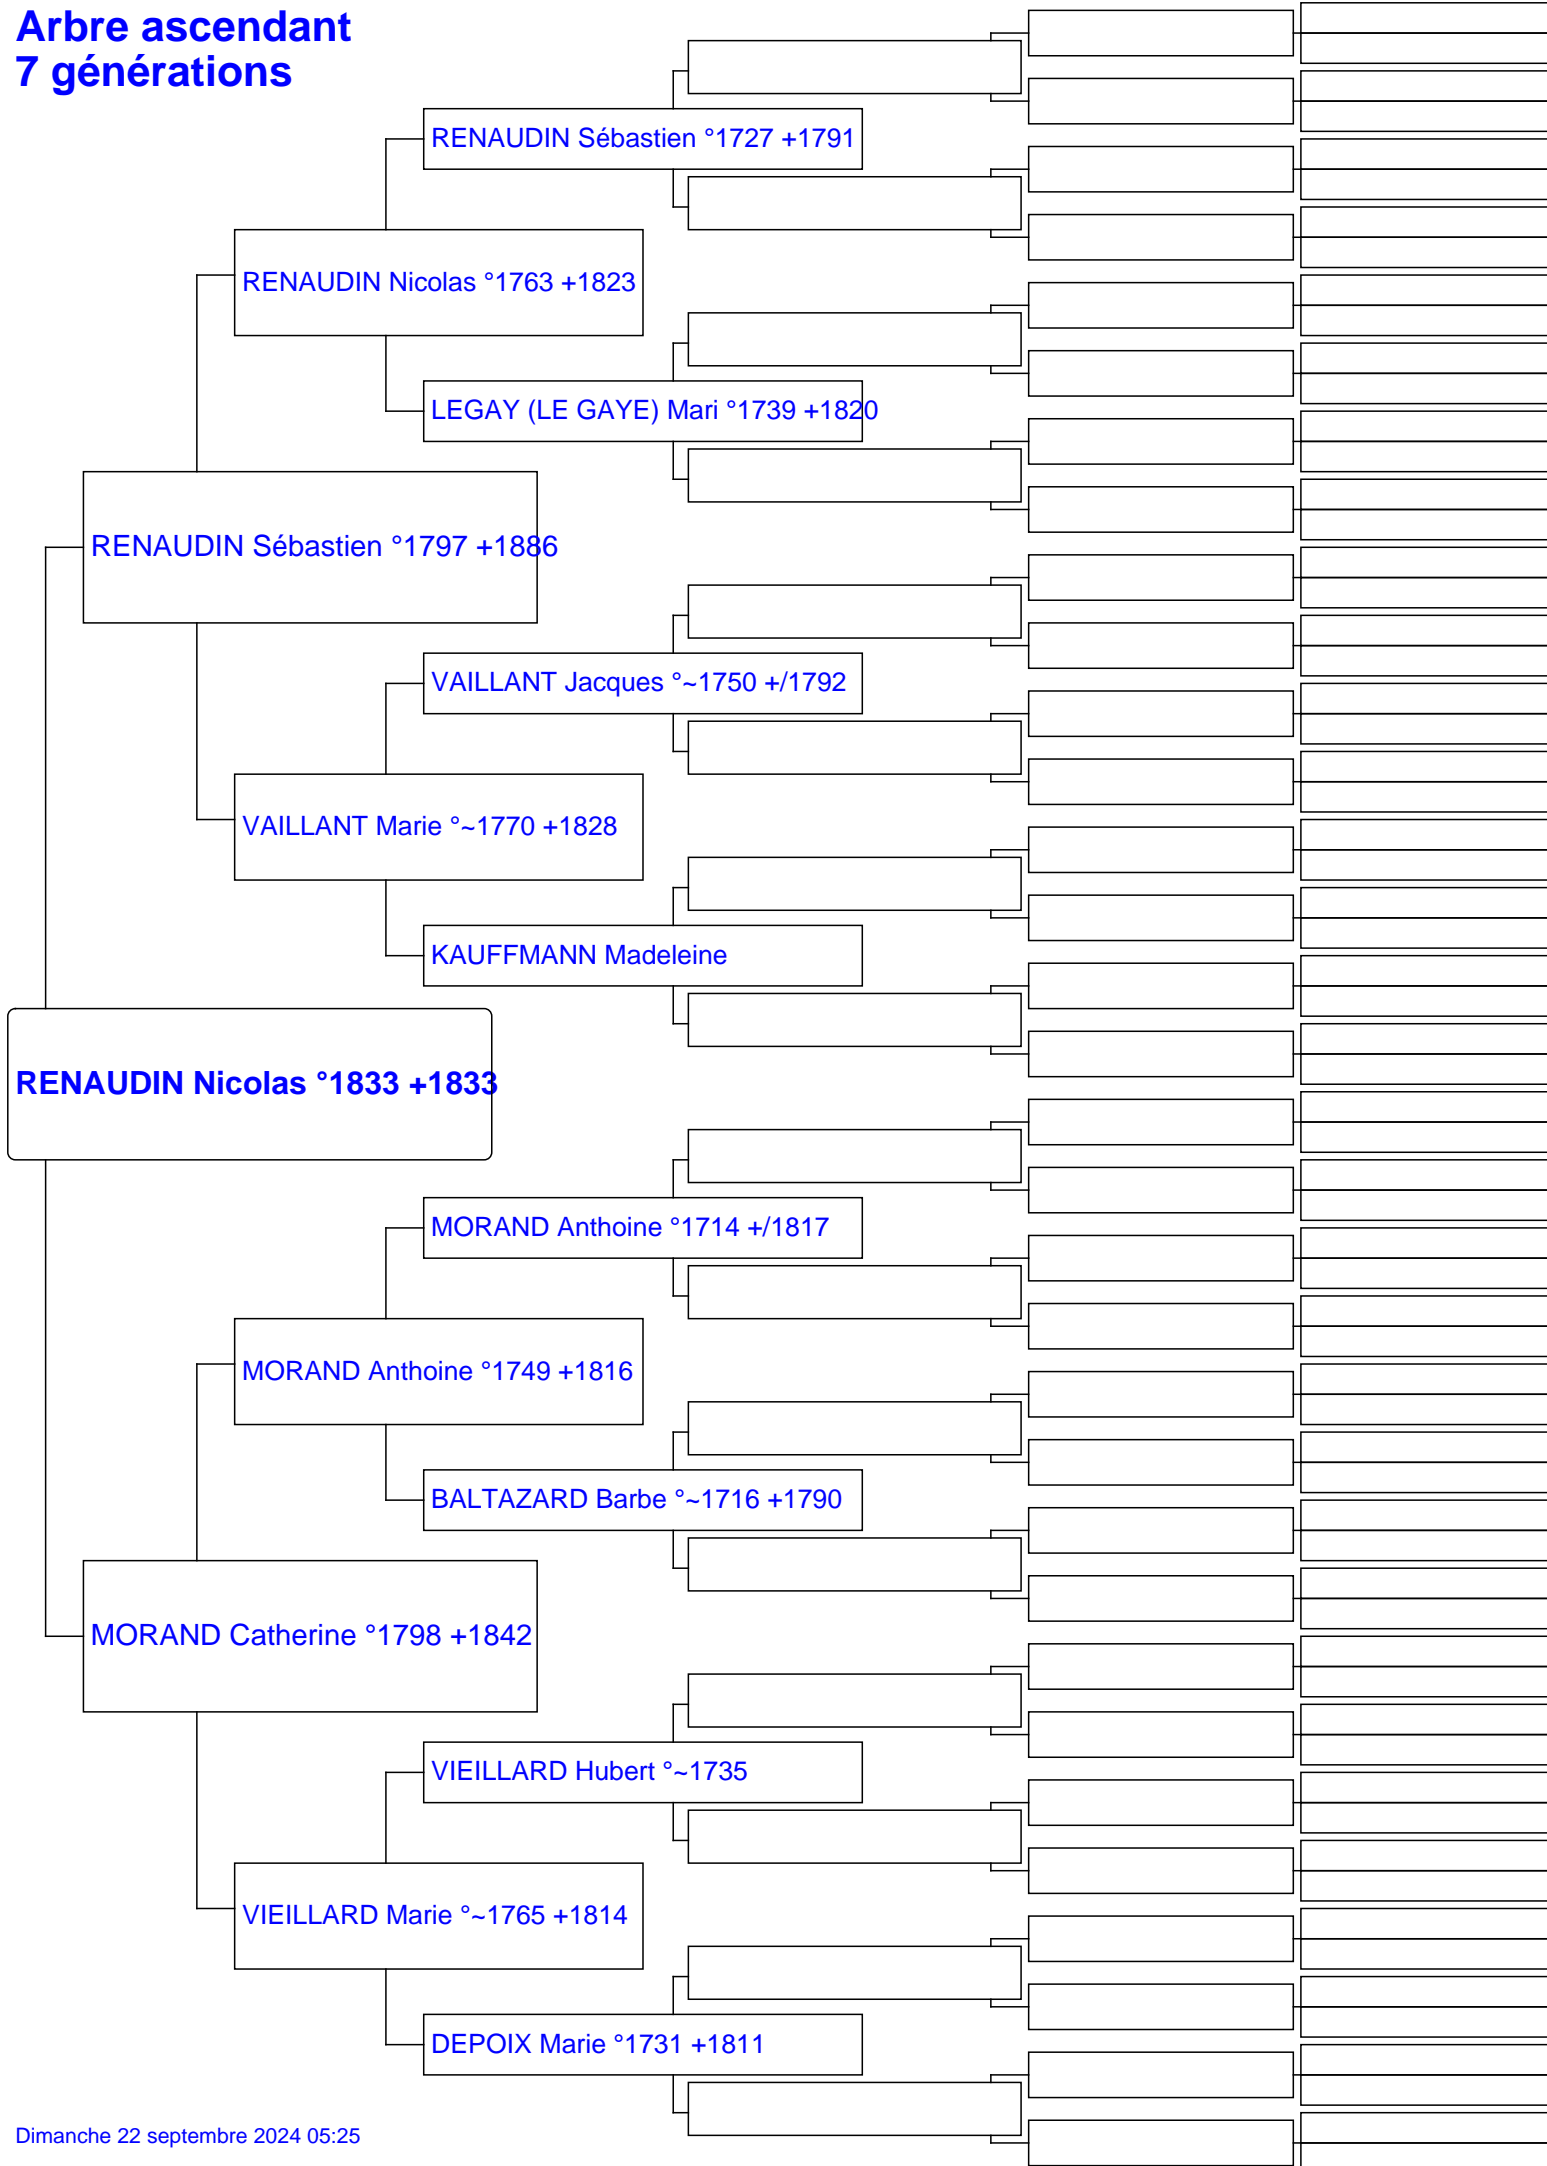 Arbre ascendant
7 générations
RENAUDIN Sébastien °1727 +1791
RENAUDIN Nicolas °1763 +1823
LEGAY (LE GAYE) Mari °1739 +1820
RENAUDIN Sébastien °1797 +1886
VAILLANT Jacques °~1750 +/1792
VAILLANT Marie °~1770 +1828
KAUFFMANN Madeleine
RENAUDIN Nicolas °1833 +1833
MORAND Anthoine °1714 +/1817
MORAND Anthoine °1749 +1816
BALTAZARD Barbe °~1716 +1790
MORAND Catherine °1798 +1842
VIEILLARD Hubert °~1735
VIEILLARD Marie °~1765 +1814
DEPOIX Marie °1731 +1811
Dimanche 22 septembre 2024 05:25